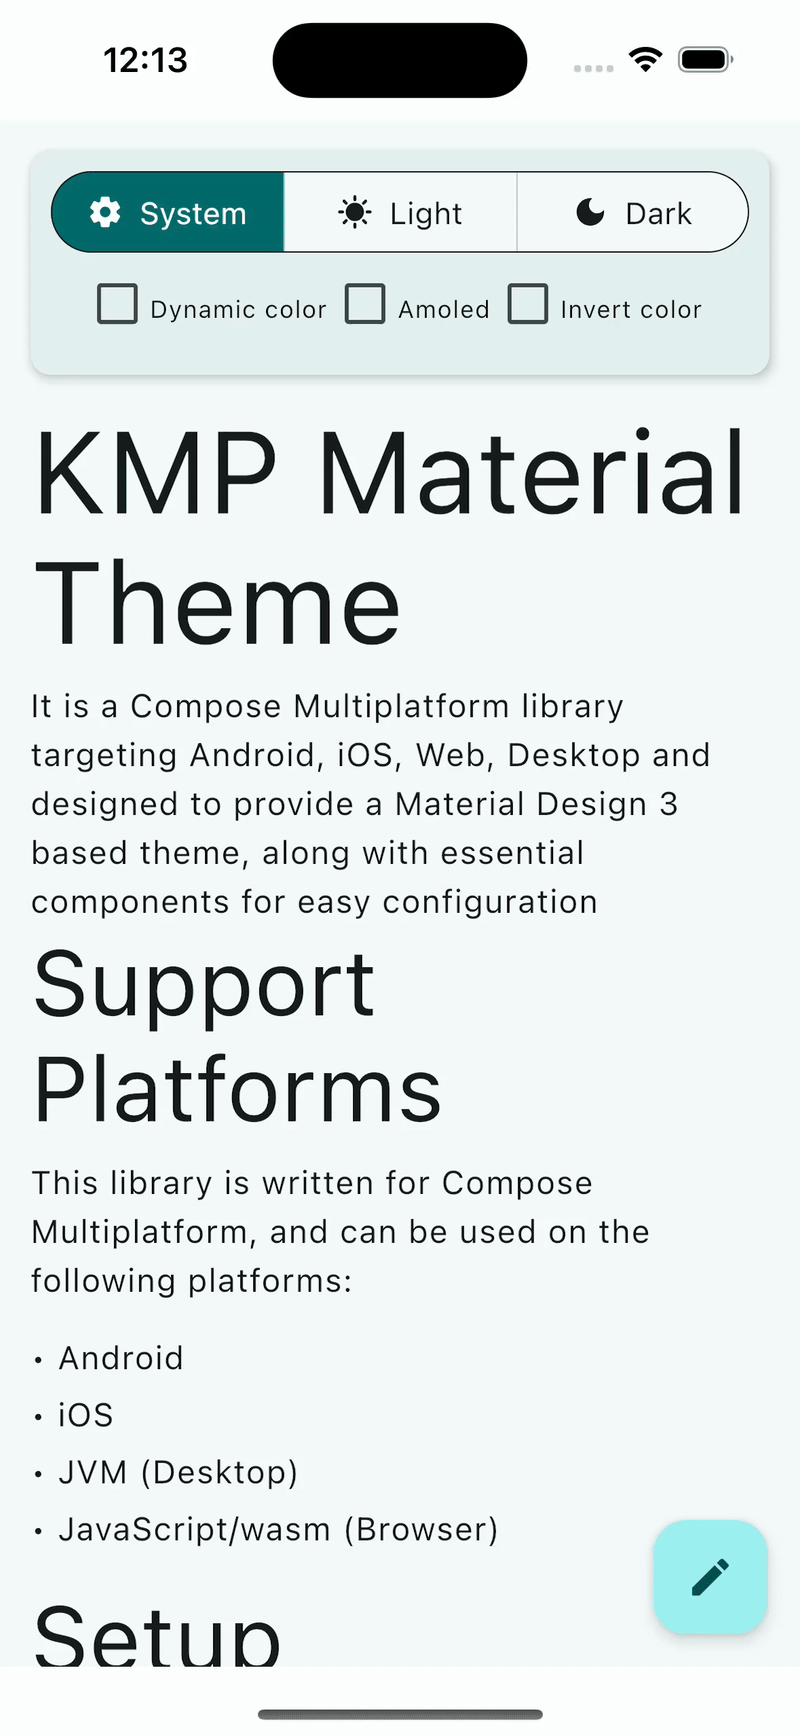 12:13
System Light Dark
Dynamic color Amoled Invert color
KMP Material
Theme
It is a Compose Multiplatform library
targeting Android, iOS, Web, Desktop and
designed to provide a Material Design 3
based theme, along with essential
components for easy configuration
Support
Platforms
This library is written for Compose
Multiplatform, and can be used on the
following platforms:
• Android
• iOS
• JVM (Desktop)
• JavaScript/wasm (Browser)
Setup